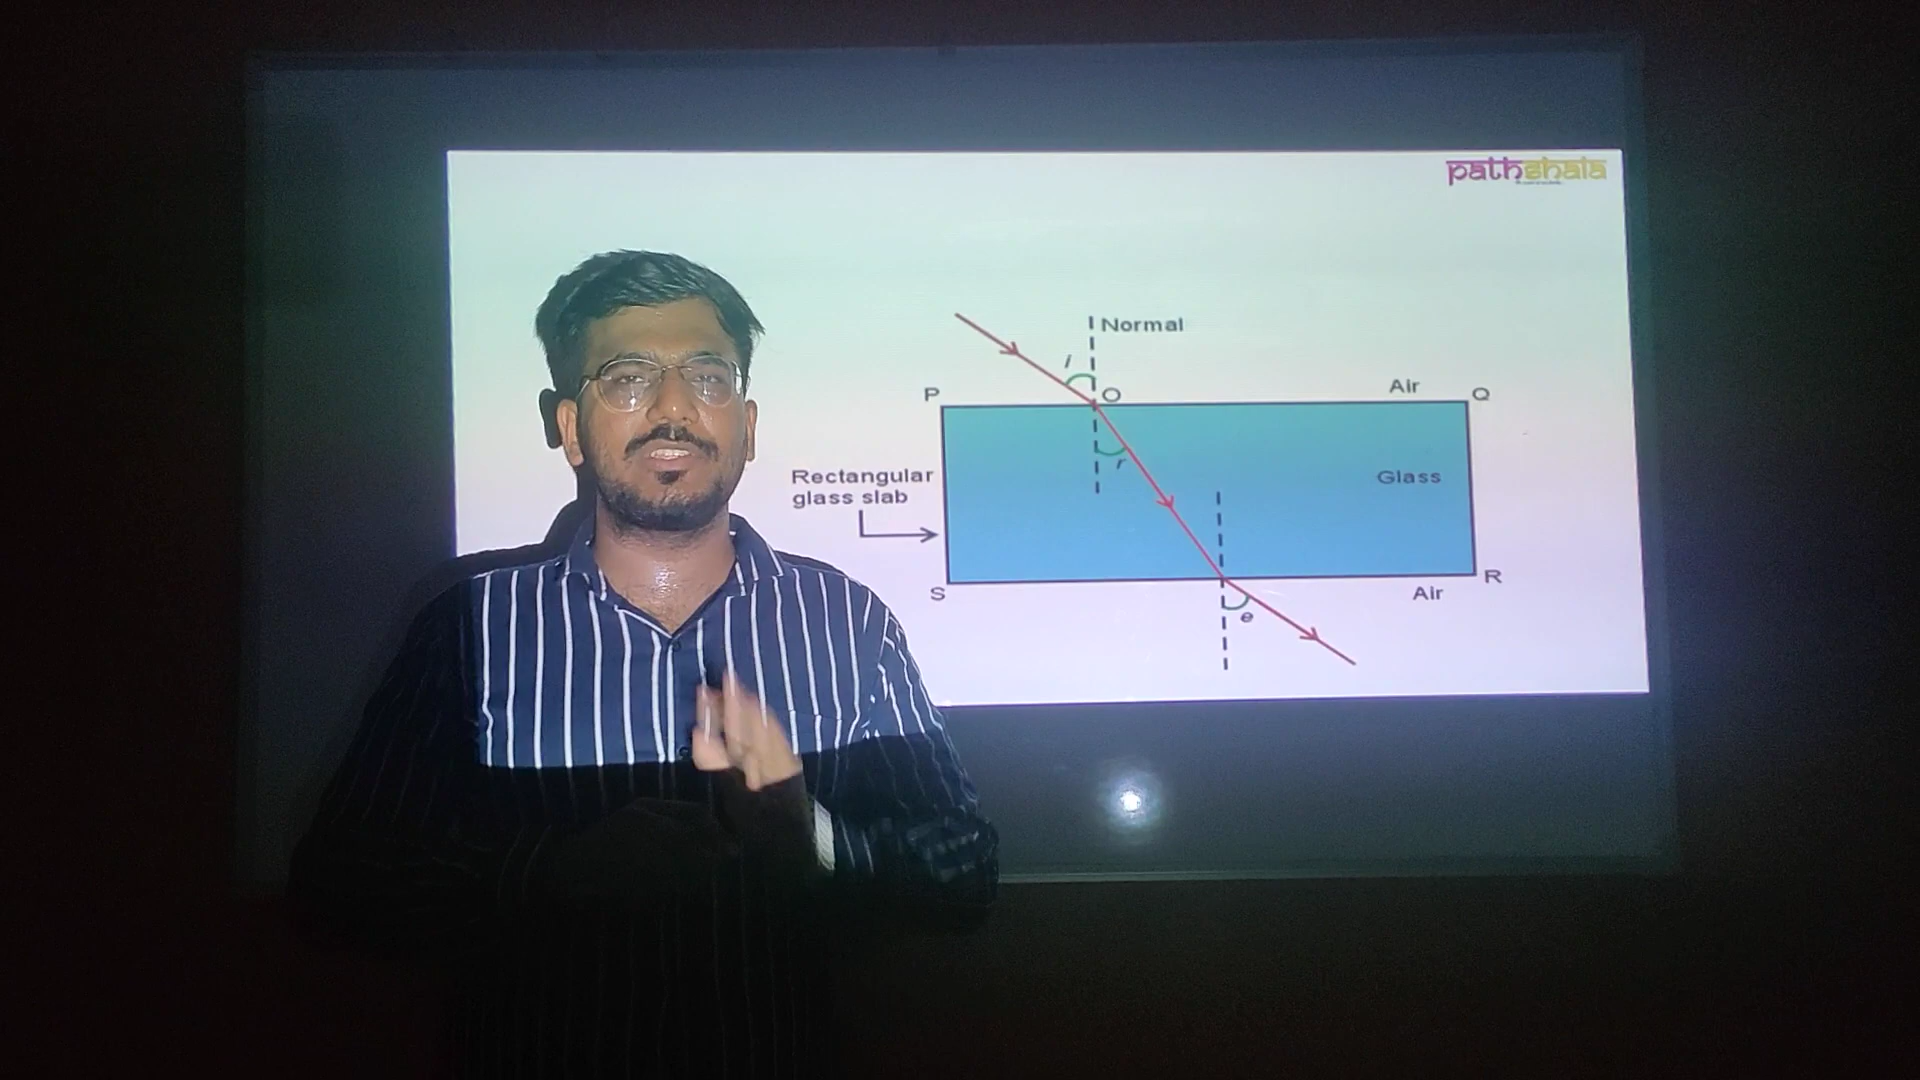 pathshala
Normal
i
P
O
Air
Q
r
Rectangular
glass slab
Glass
S
e
Air
R